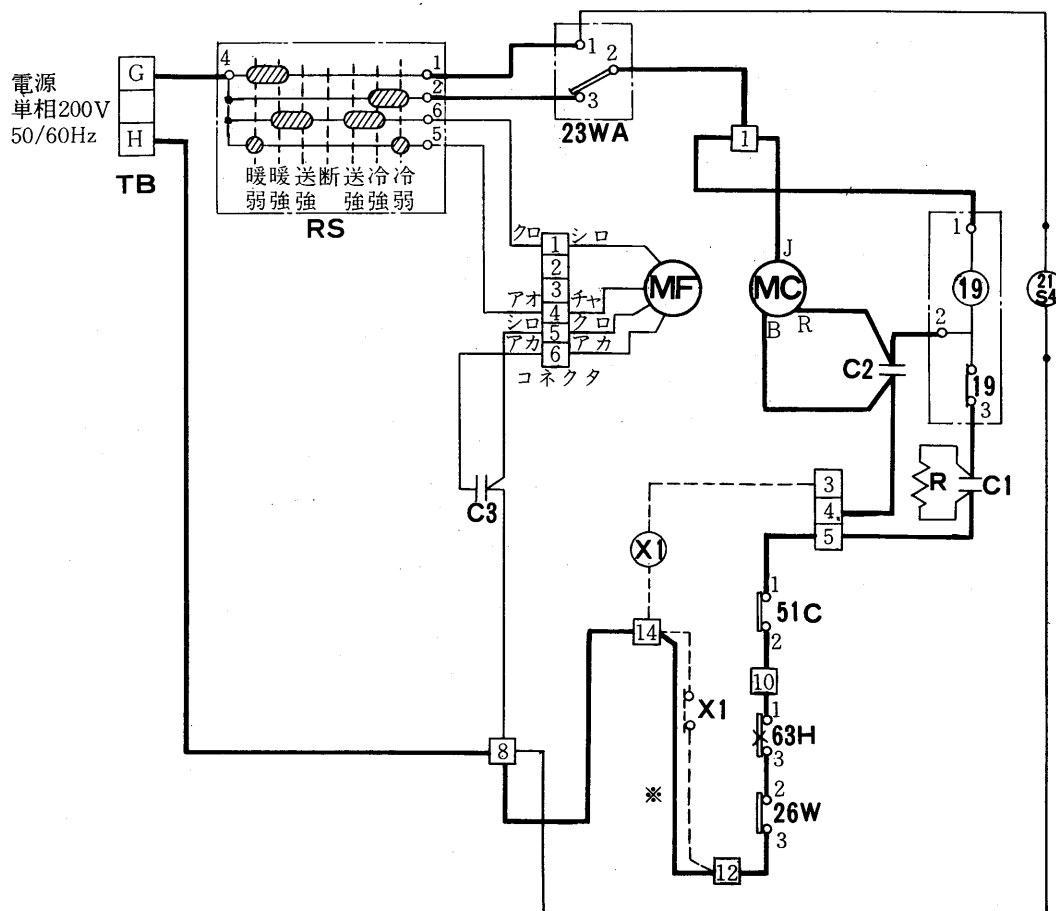 電源
単相200V
50/60Hz
G
H
TB
4
1
2
6
5
暖弱
暖強
送強
断
送強
冷強
冷弱
RS
1
2
3
23WA
1
クロ
1
シロ
2
3
アオ
4
チャ
シロ
5
クロ
アカ
6
アカ
コネクタ
MF
J
MC
B
R
C2
1
19
2
19
3
21
S4
R
C1
C3
3
4
5
X1
14
1
51C
2
10
X1
1
63H
3
8
※
2
26W
3
12